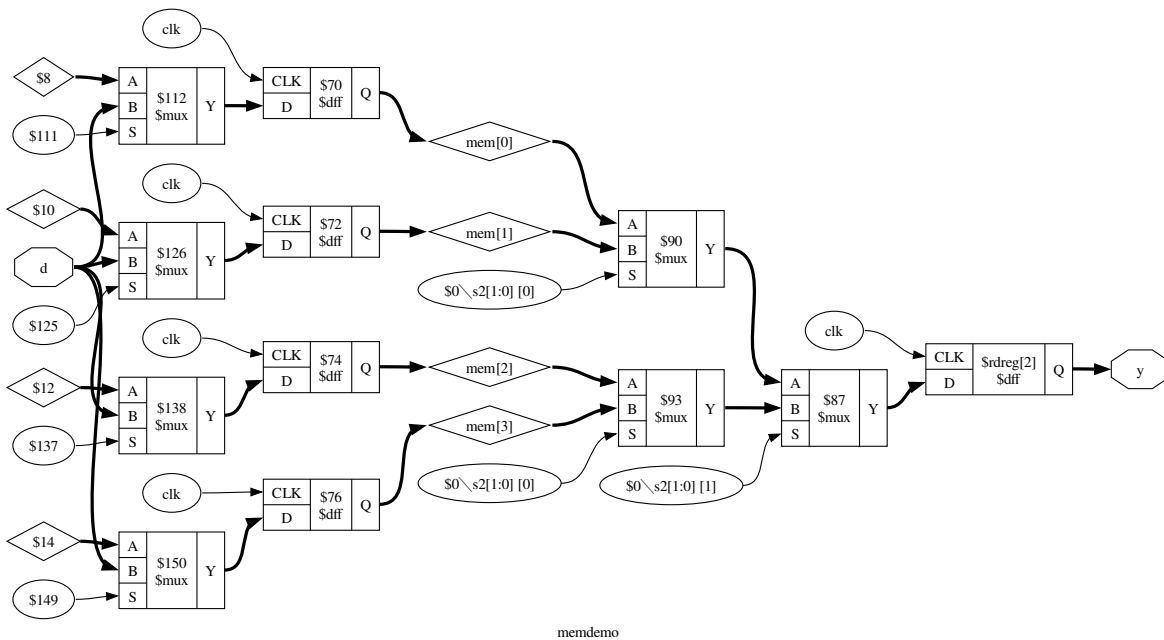 clk
$8
A
B
S
$112
$mux
Y
CLK
D
$70
$dff
Q
$111
mem[0]
clk
$10
A
B
S
$126
$mux
Y
CLK
D
$72
$dff
Q
mem[1]
A
B
S
$90
$mux
Y
d
$0\s2[1:0] [0]
$125
clk
clk
$12
A
B
S
$138
$mux
Y
CLK
D
$74
$dff
Q
mem[2]
A
B
S
$93
$mux
Y
A
B
S
$87
$mux
Y
CLK
D
$rdreg[2]
$dff
Q
y
mem[3]
$137
clk
$0\s2[1:0] [0]
$0\s2[1:0] [1]
CLK
D
$76
$dff
Q
$14
A
B
S
$150
$mux
Y
$149
memdemo